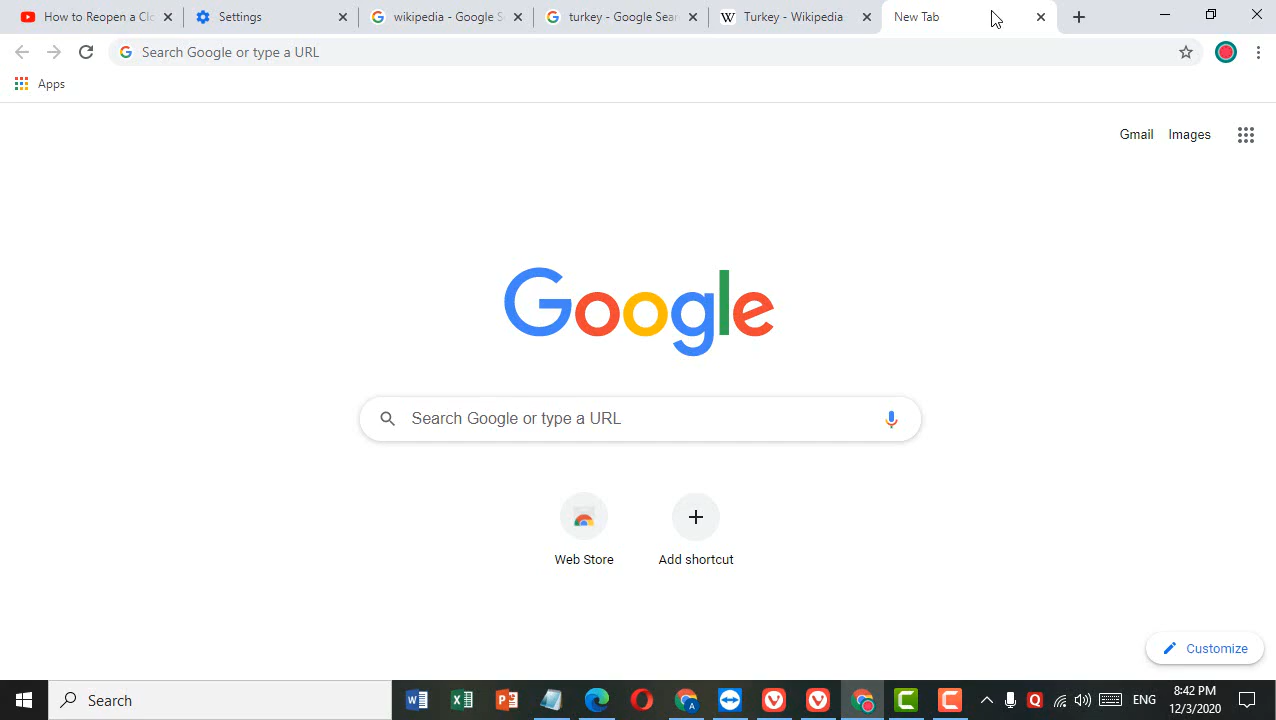 How to Reopen a Clo
Settings
wikipedia - Google S
turkey - Google Sear
Turkey - Wikipedia
New Tab
Search Google or type a URL
Apps
Gmail
Images
Google
Search Google or type a URL
Web Store
Add shortcut
Customize
Search
ENG
8:42 PM
12/3/2020